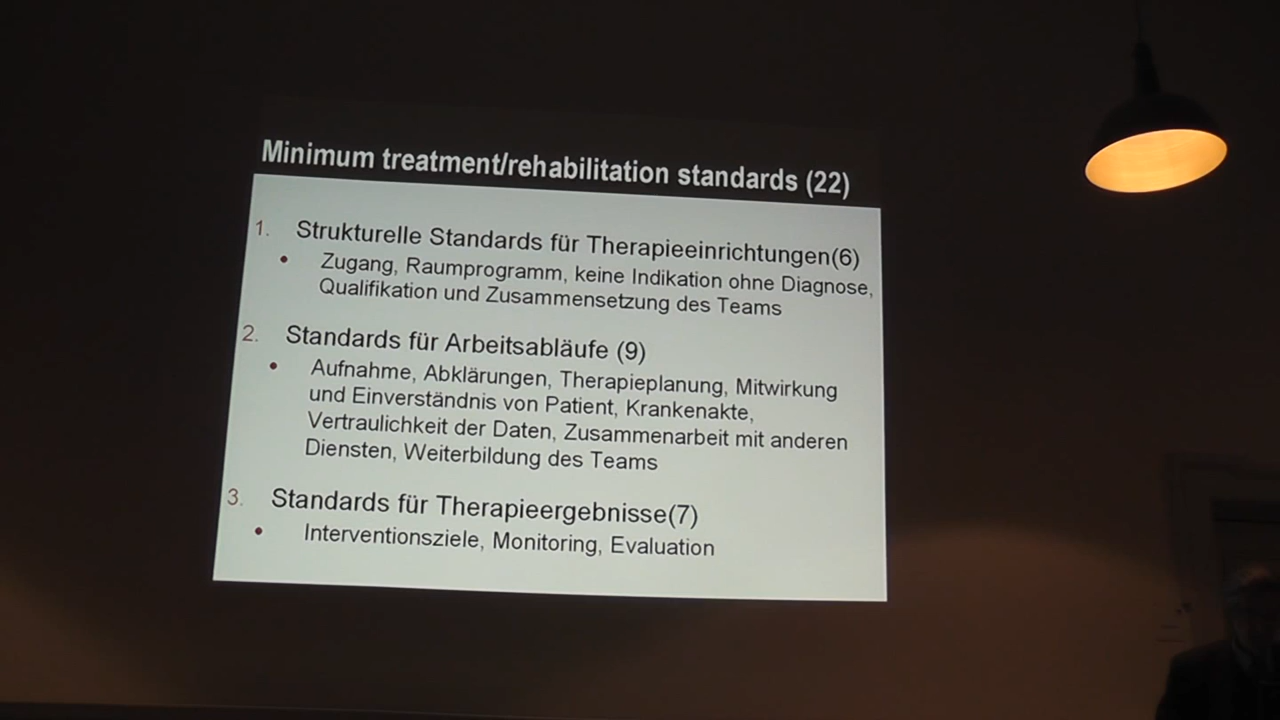 Minimum treatment/rehabilitation standards (22)
1. Strukturelle Standards für Therapieeinrichtungen(6)
• Zugang, Raumprogramm, keine Indikation ohne Diagnose,
Qualifikation und Zusammensetzung des Teams
2. Standards für Arbeitsabläufe (9)
• Aufnahme, Abklärungen, Therapieplanung, Mitwirkung
und Einverständnis von Patient, Krankenakte,
Vertraulichkeit der Daten, Zusammenarbeit mit anderen
Diensten, Weiterbildung des Teams
3. Standards für Therapieergebnisse(7)
• Interventionsziele, Monitoring, Evaluation